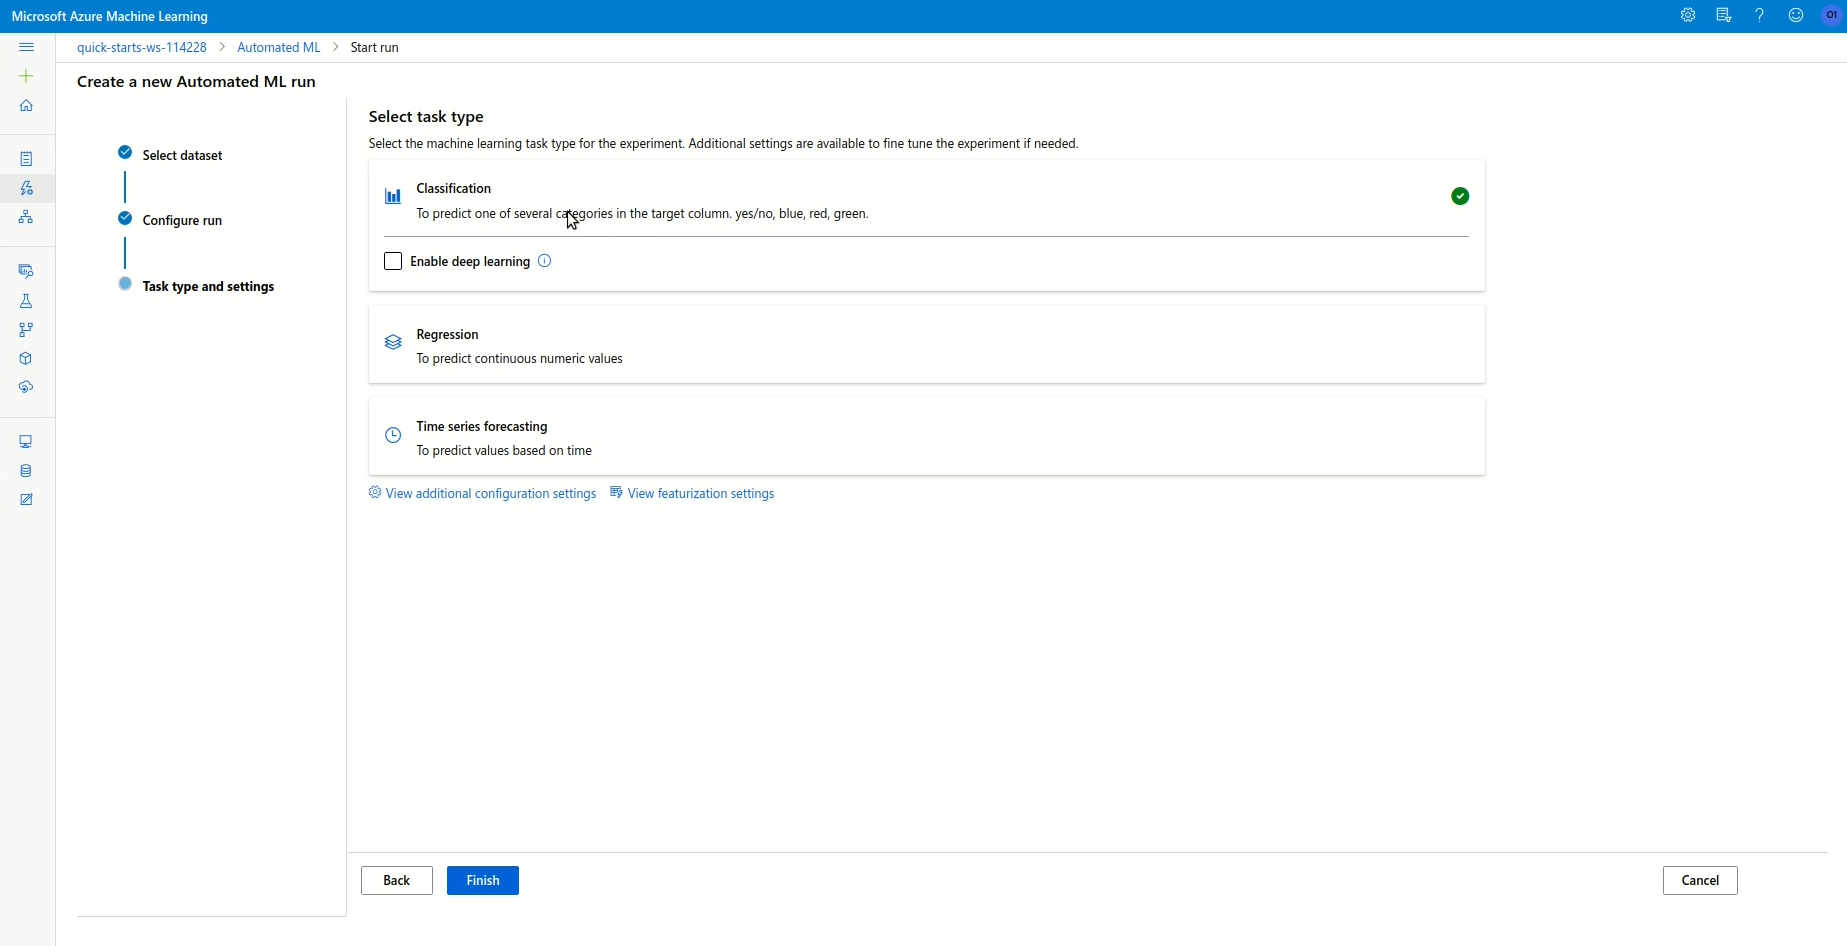 Microsoft Azure Machine Learning
01
quick-starts-ws-114228 > Automated ML > Start run
Create a new Automated ML run
Select dataset
Configure run
Task type and settings
Select task type
Select the machine learning task type for the experiment. Additional settings are available to fine tune the experiment if needed.
Classification
To predict one of several categories in the target column. yes/no, blue, red, green.
Enable deep learning
Regression
To predict continuous numeric values
Time series forecasting
To predict values based on time
View additional configuration settings View featurization settings
Back Finish Cancel